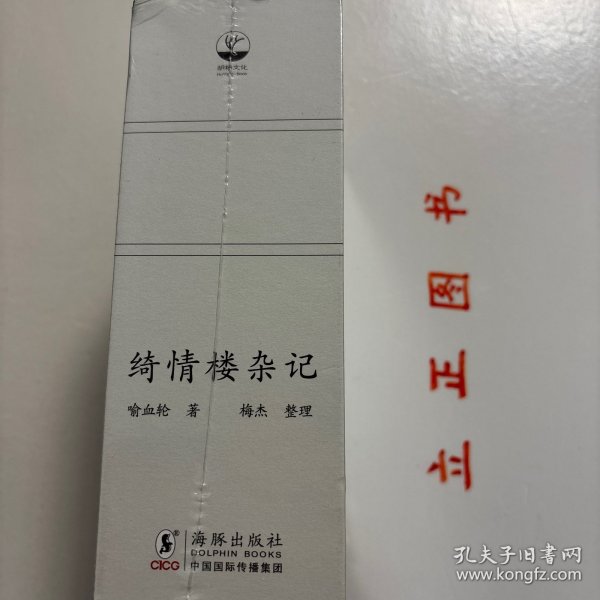 绮情楼杂记
喻血轮 著 梅杰 整理
CICG
海豚出版社
DOLPHIN BOOKS
中国国际传播集团
立正图书
孔夫子旧书网
www.kongfz.com